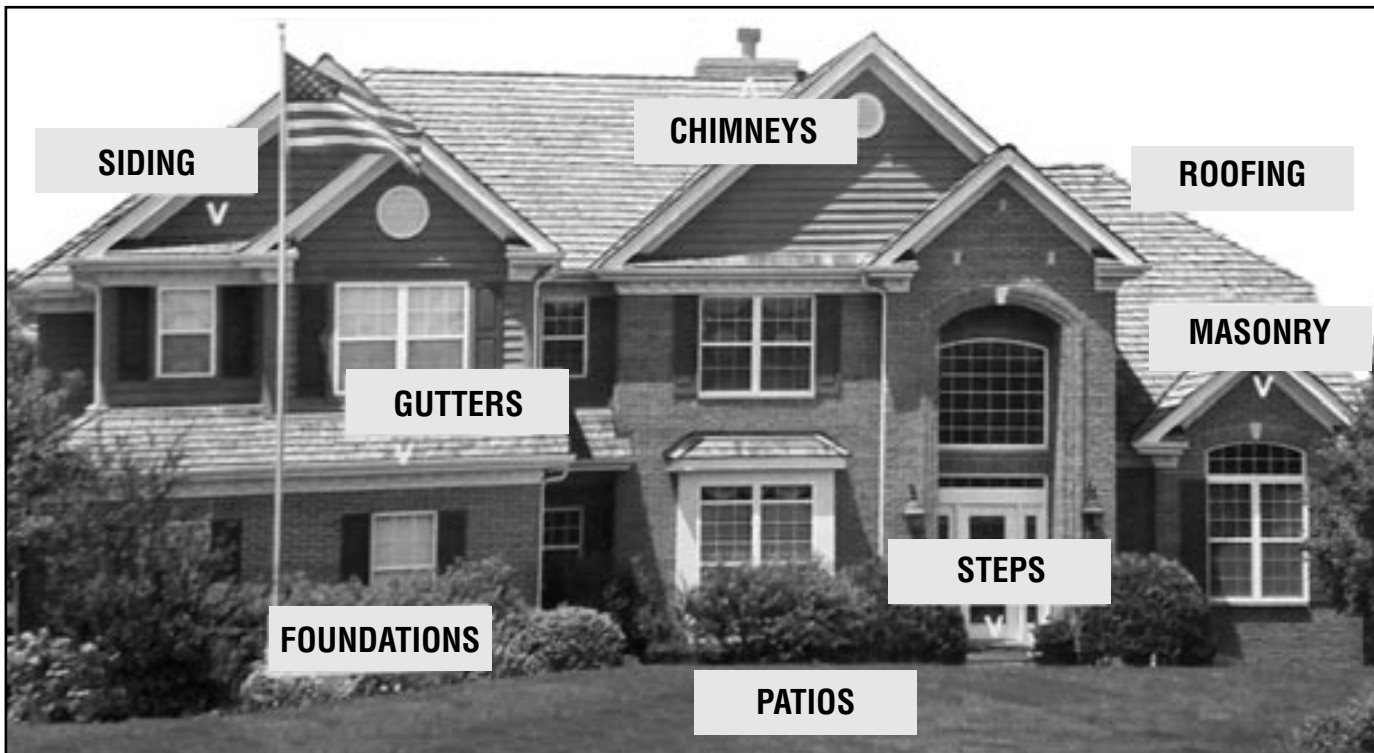 CHIMNEYS
SIDING
ROOFING
MASONRY
GUTTERS
STEPS
FOUNDATIONS
PATIOS